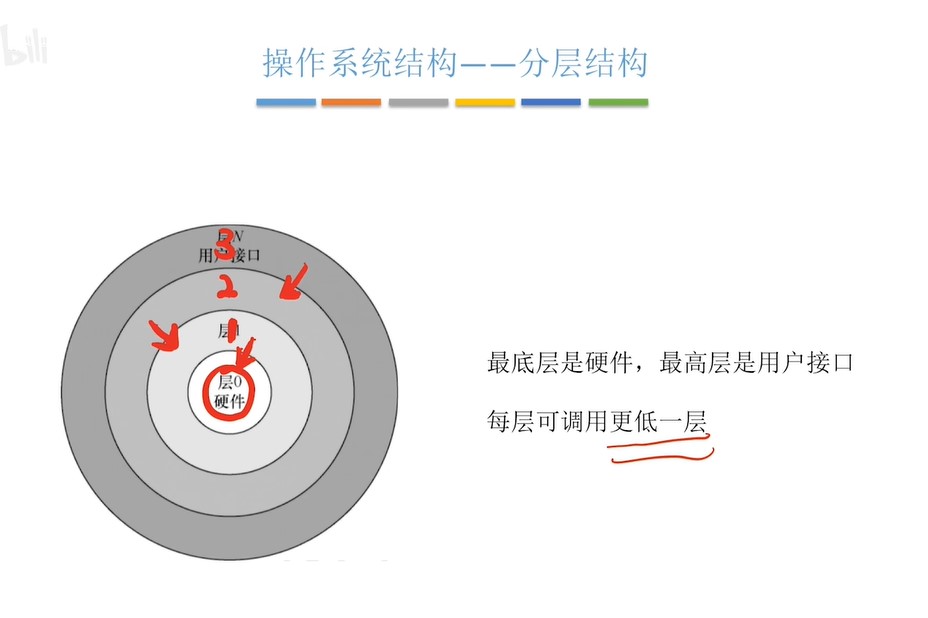 bili
操作系统结构——分层结构
层N
3
用户接口
2
层1
1
层0
硬件
最底层是硬件，最高层是用户接口
每层可调用更低一层